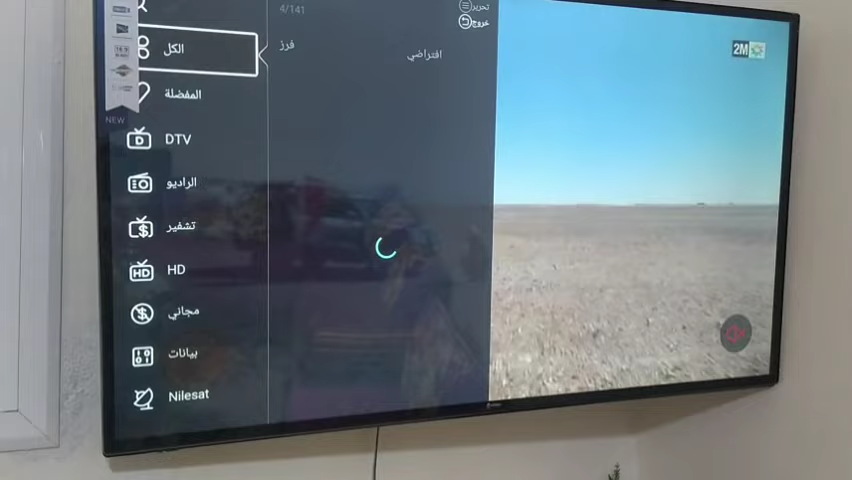 4/141
تحرير
خروج
فرز
افتراضي
الكل
المفضلة
DTV
الراديو
تشفير
HD
مجاني
بيانات
Nilesat
2M
NEW